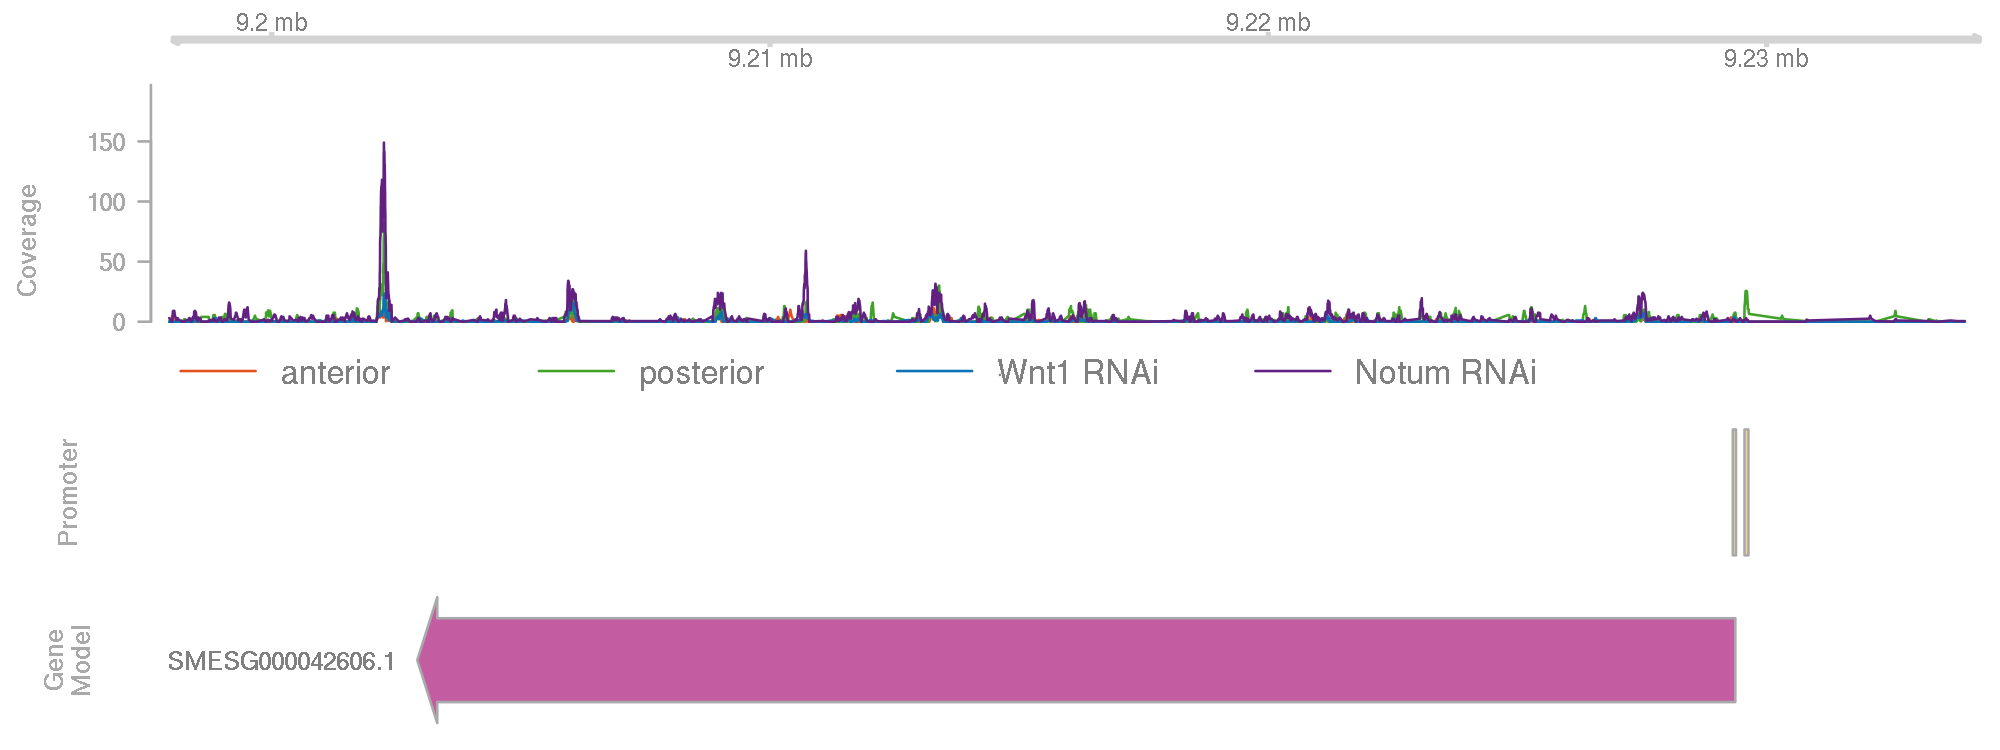 9.2 mb
9.22 mb
9.21 mb
9.23 mb
Coverage
150
100
50
0
anterior
posterior
Wnt1 RNAi
Notum RNAi
Promoter
Gene
Model
SMESG000042606.1